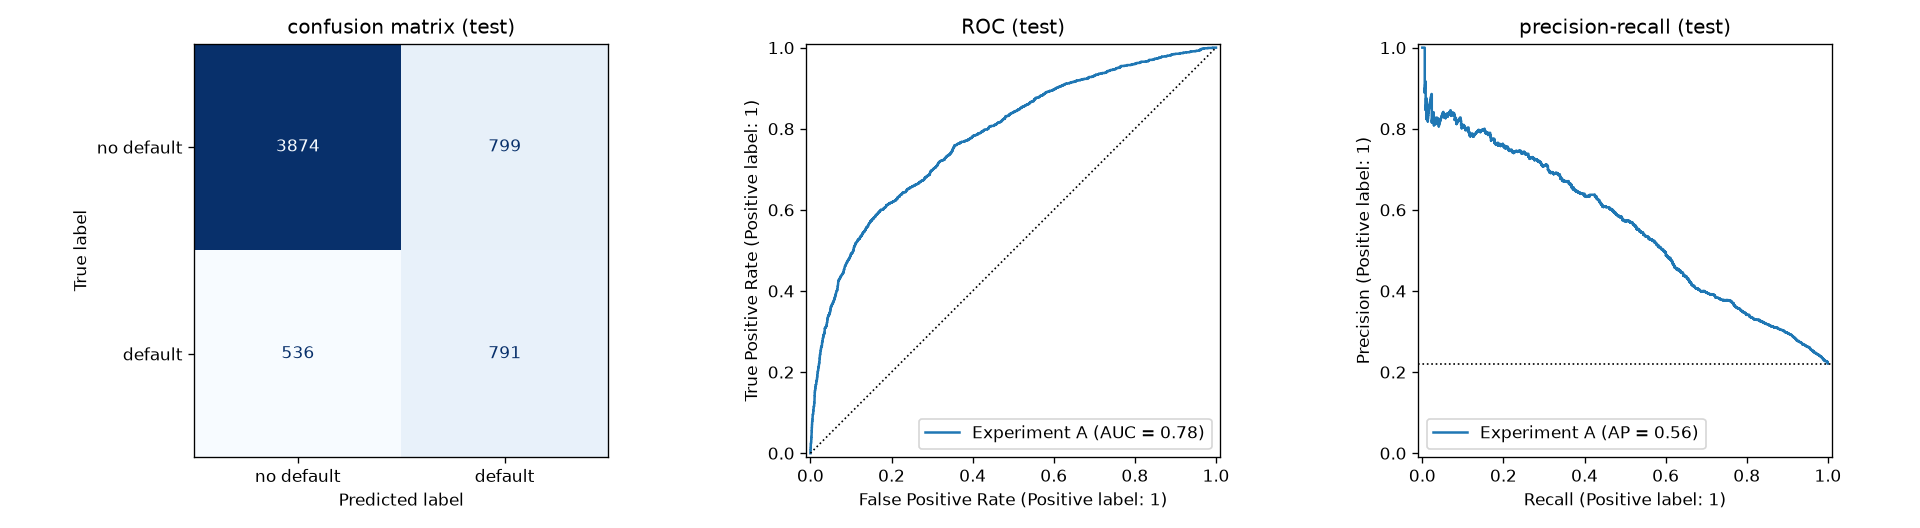 confusion matrix (test)
True label
no default
default
3874
799
536
791
no default
default
Predicted label
ROC (test)
True Positive Rate (Positive label: 1)
1.0
0.8
0.6
0.4
0.2
0.0
Experiment A (AUC = 0.78)
0.0
0.2
0.4
0.6
0.8
1.0
False Positive Rate (Positive label: 1)
precision-recall (test)
Precision (Positive label: 1)
1.0
0.8
0.6
0.4
0.2
0.0
Experiment A (AP = 0.56)
0.0
0.2
0.4
0.6
0.8
1.0
Recall (Positive label: 1)